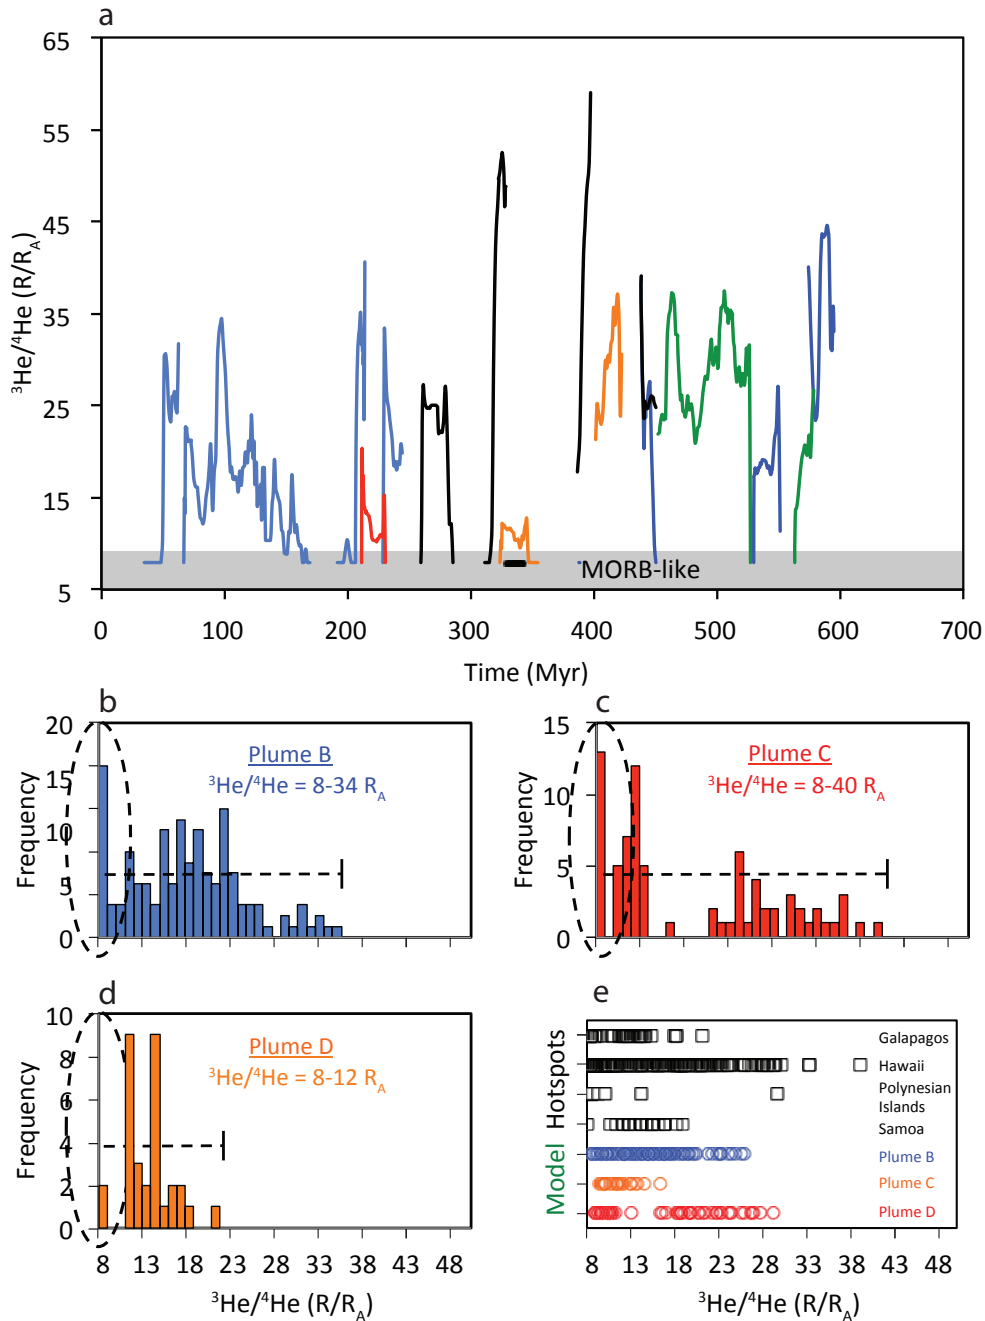 a
65
55
45
35
25
15
5
³He/⁴He (R/R_A)
MORB-like
0 100 200 300 400 500 600 700
Time (Myr)
b
20
15
10
5
0
Frequency
Plume B
³He/⁴He = 8-34 R_A
c
15
10
5
0
Frequency
Plume C
³He/⁴He = 8-40 R_A
d
10
8
6
4
2
0
Frequency
Plume D
³He/⁴He = 8-12 R_A
8 13 18 23 28 33 38 43 48
³He/⁴He (R/R_A)
e
Hotspots
Model
Galapagos
Hawaii
Polynesian
Islands
Samoa
Plume B
Plume C
Plume D
8 13 18 23 28 33 38 43 48
³He/⁴He (R/R_A)